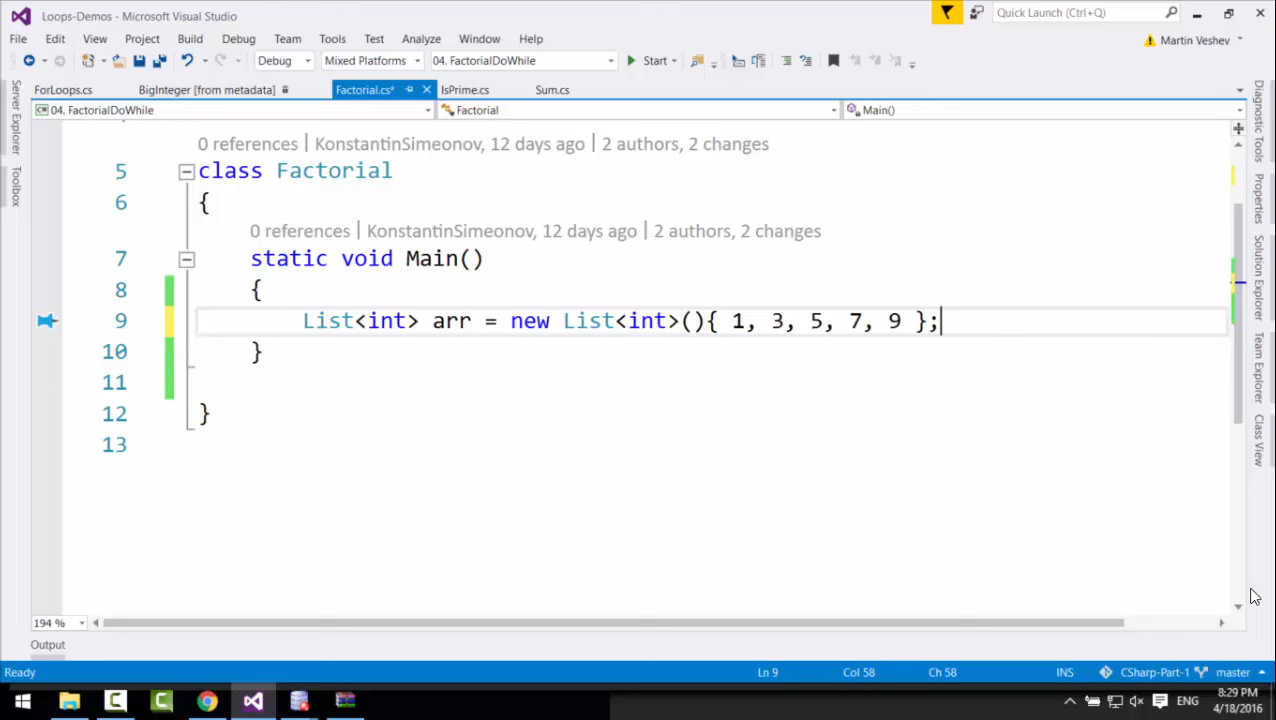 Loops-Demos - Microsoft Visual Studio
Quick Launch (Ctrl+Q)
File Edit View Project Build Debug Team Tools Test Analyze Window Help
Martin Veshev
Debug Mixed Platforms 04. FactorialDoWhile Start
ForLoops.cs BigInteger [from metadata] Factorial.cs* IsPrime.cs Sum.cs
04. FactorialDoWhile Factorial Main()
0 references | KonstantinSimeonov, 12 days ago | 2 authors, 2 changes
5 class Factorial
6 {
0 references | KonstantinSimeonov, 12 days ago | 2 authors, 2 changes
7 static void Main()
8 {
9 List<int> arr = new List<int>(){ 1, 3, 5, 7, 9 };
10 }
11
12 }
13
Server Explorer
Toolbox
Diagnostic Tools
Properties
Solution Explorer
Team Explorer
Class View
194 %
Output
Ready Ln 9 Col 58 Ch 58 INS CSharp-Part-1 master
ENG
8:29 PM
4/18/2016